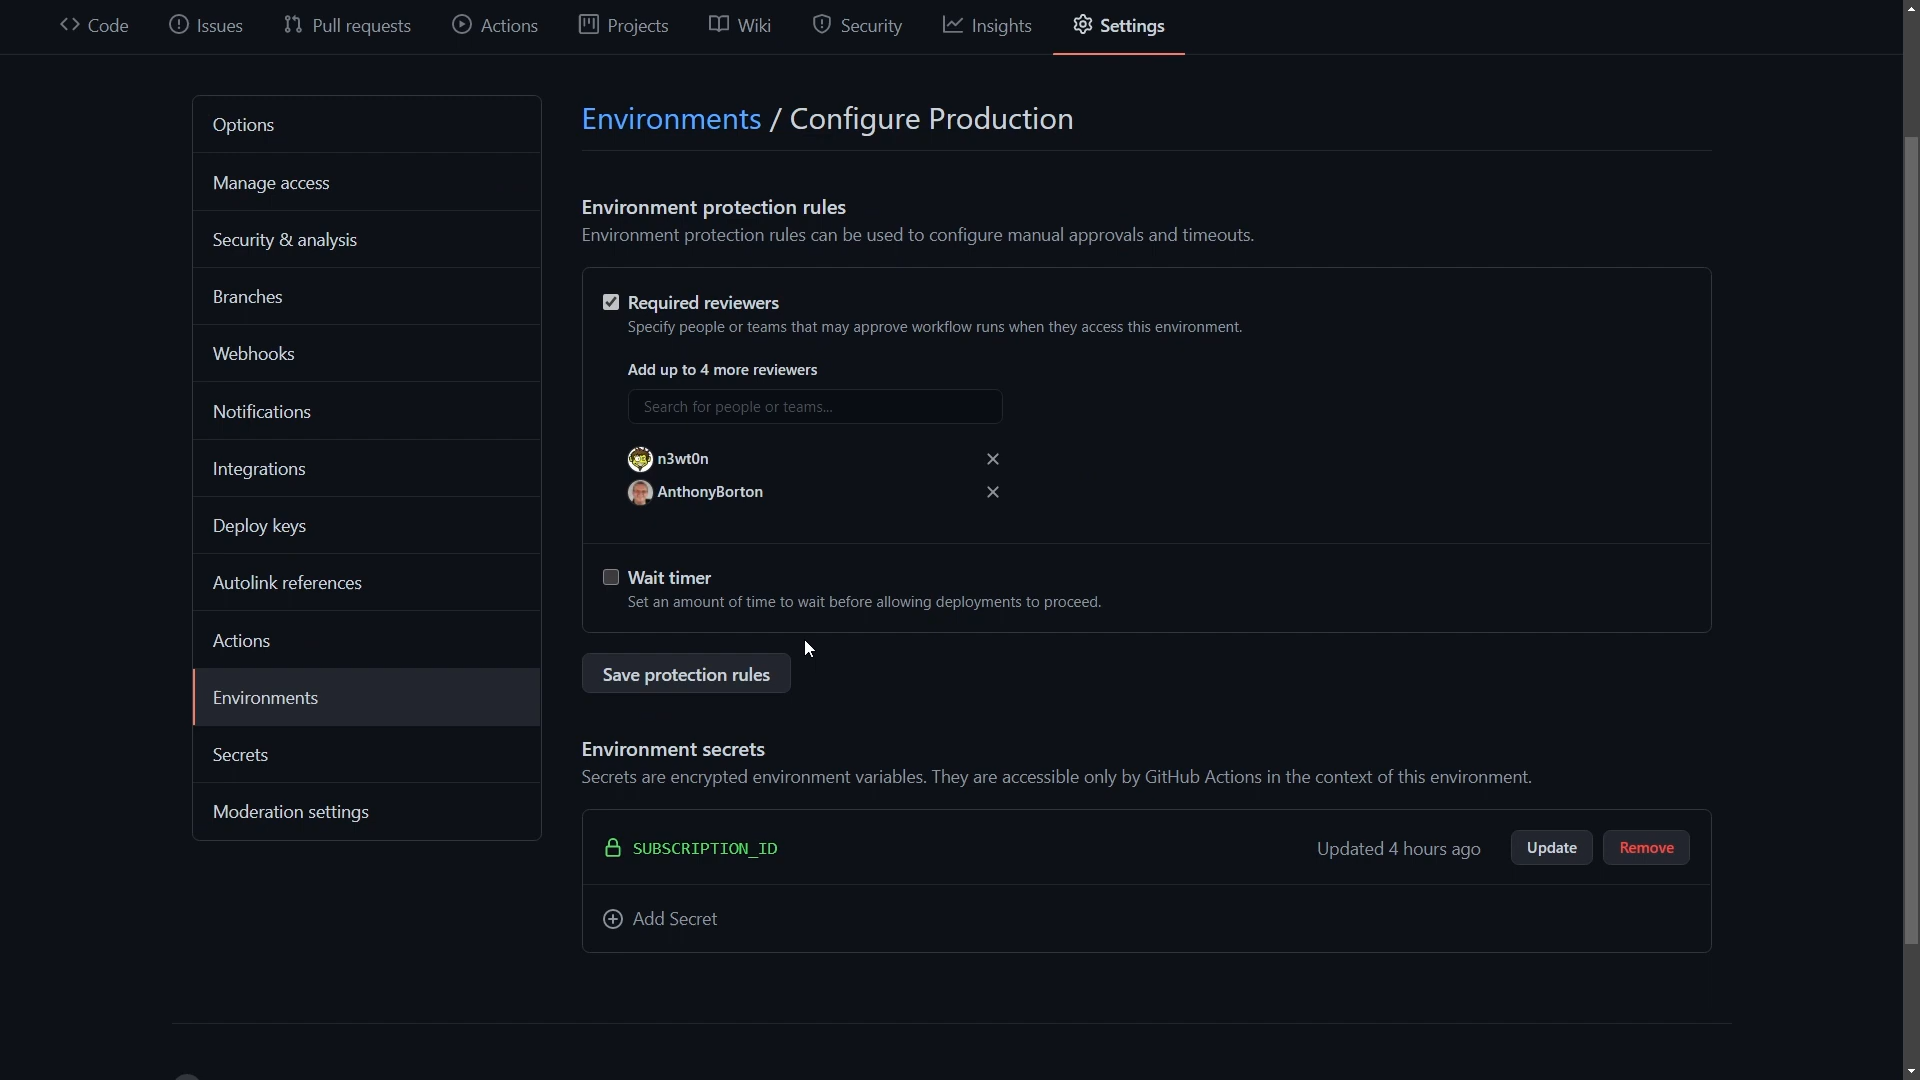 Code
Issues
Pull requests
Actions
Projects
Wiki
Security
Insights
Settings
Options
Manage access
Security & analysis
Branches
Webhooks
Notifications
Integrations
Deploy keys
Autolink references
Actions
Environments
Secrets
Moderation settings
Environments / Configure Production
Environment protection rules
Environment protection rules can be used to configure manual approvals and timeouts.
Required reviewers
Specify people or teams that may approve workflow runs when they access this environment.
Add up to 4 more reviewers
Search for people or teams...
n3wt0n
AnthonyBorton
Wait timer
Set an amount of time to wait before allowing deployments to proceed.
Save protection rules
Environment secrets
Secrets are encrypted environment variables. They are accessible only by GitHub Actions in the context of this environment.
SUBSCRIPTION_ID
Updated 4 hours ago
Update
Remove
Add Secret